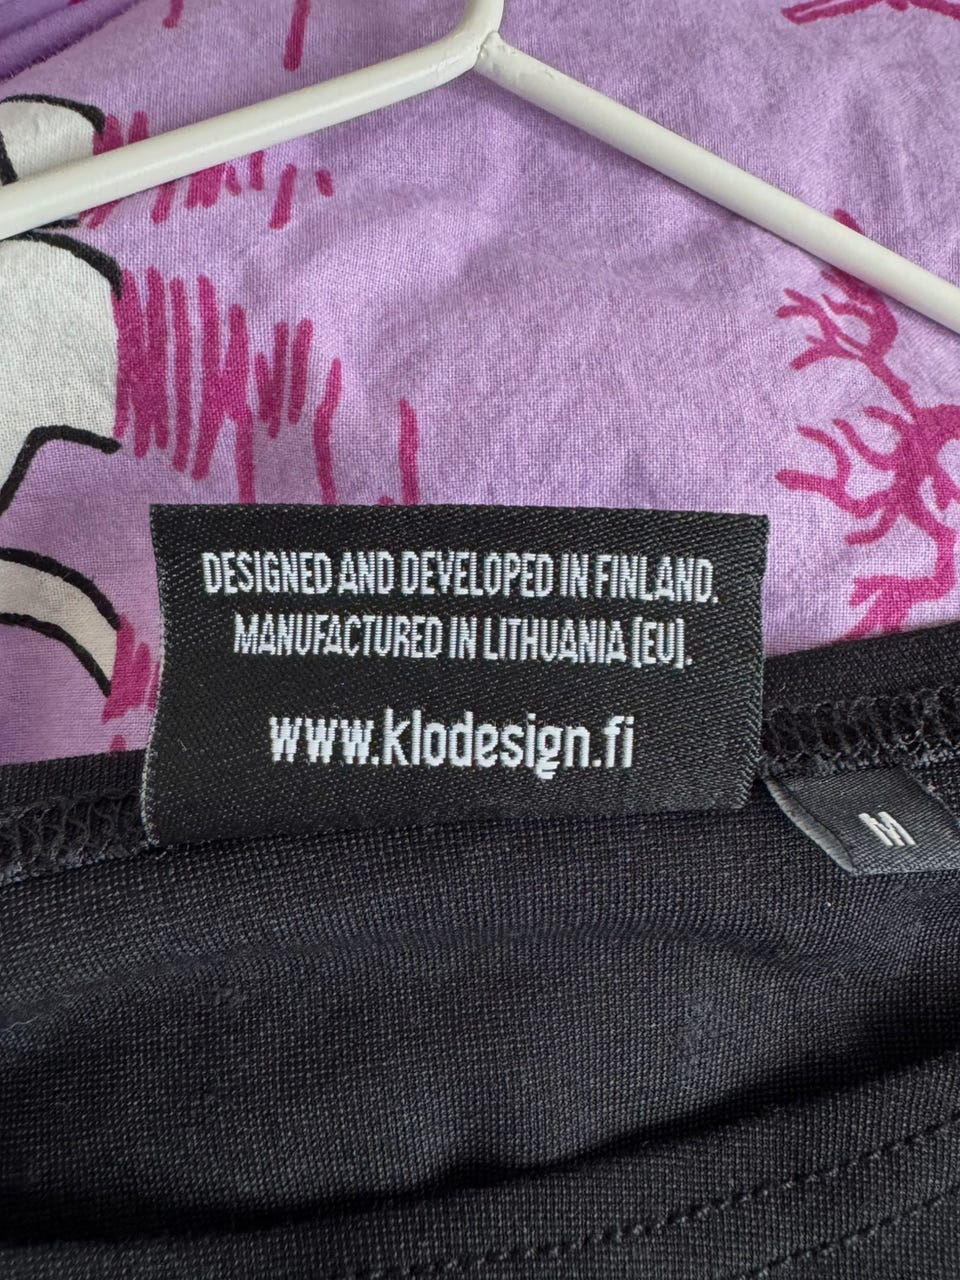 DESIGNED AND DEVELOPED IN FINLAND.
MANUFACTURED IN LITHUANIA (EU).
www.klodesign.fi
M